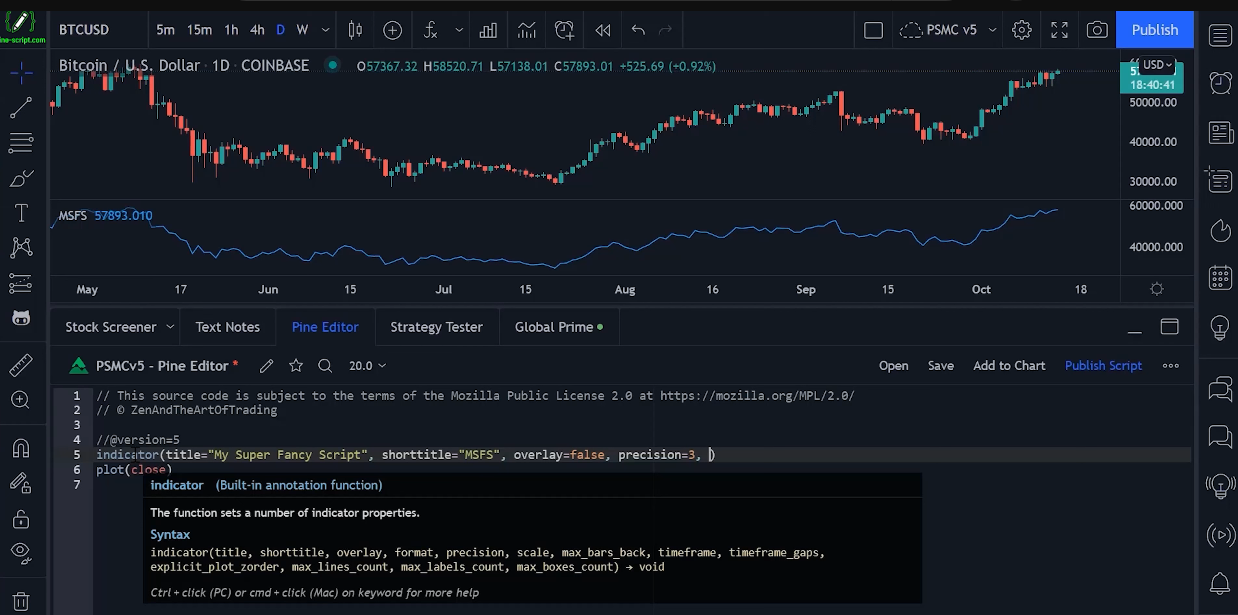 ine-script.com
BTCUSD 5m 15m 1h 4h D W PSMC v5 Publish
Bitcoin / U.S. Dollar · 1D · COINBASE O57367.32 H58520.71 L57138.01 C57893.01 +525.69 (+0.92%)
USD
18:40:41
50000.00
40000.00
30000.00
MSFS 57893.010
60000.000
40000.000
May 17 Jun 15 Jul 15 Aug 16 Sep 15 Oct 18
Stock Screener Text Notes Pine Editor Strategy Tester Global Prime
PSMCv5 - Pine Editor * 20.0 Open Save Add to Chart Publish Script
1 // This source code is subject to the terms of the Mozilla Public License 2.0 at https://mozilla.org/MPL/2.0/
2 // © ZenAndTheArtOfTrading
3
4 //@version=5
5 indicator(title="My Super Fancy Script", shorttitle="MSFS", overlay=false, precision=3, )
6 plot(close)
7
indicator (Built-in annotation function)
The function sets a number of indicator properties.
Syntax
indicator(title, shorttitle, overlay, format, precision, scale, max_bars_back, timeframe, timeframe_gaps,
explicit_plot_zorder, max_lines_count, max_labels_count, max_boxes_count) → void
Ctrl + click (PC) or cmd + click (Mac) on keyword for more help